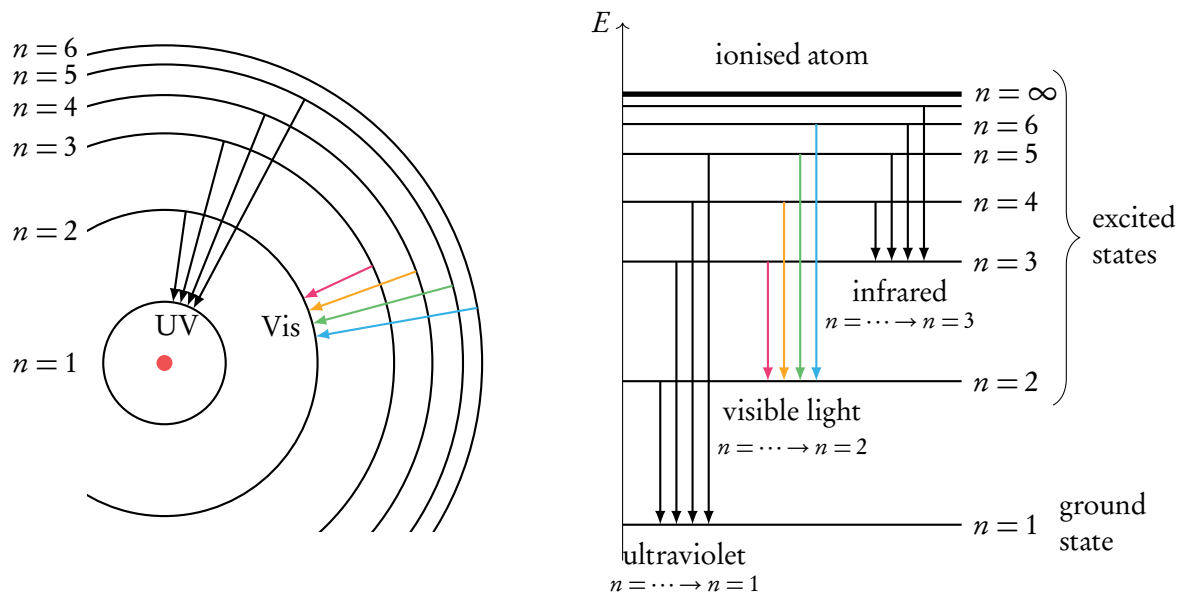 n = 6
n = 5
n = 4
n = 3
n = 2
n = 1
UV
Vis
E
ionised atom
n = ∞
n = 6
n = 5
n = 4
n = 3
n = 2
n = 1
excited
states
infrared
n = ⋯ → n = 3
visible light
n = ⋯ → n = 2
ground
state
ultraviolet
n = ⋯ → n = 1